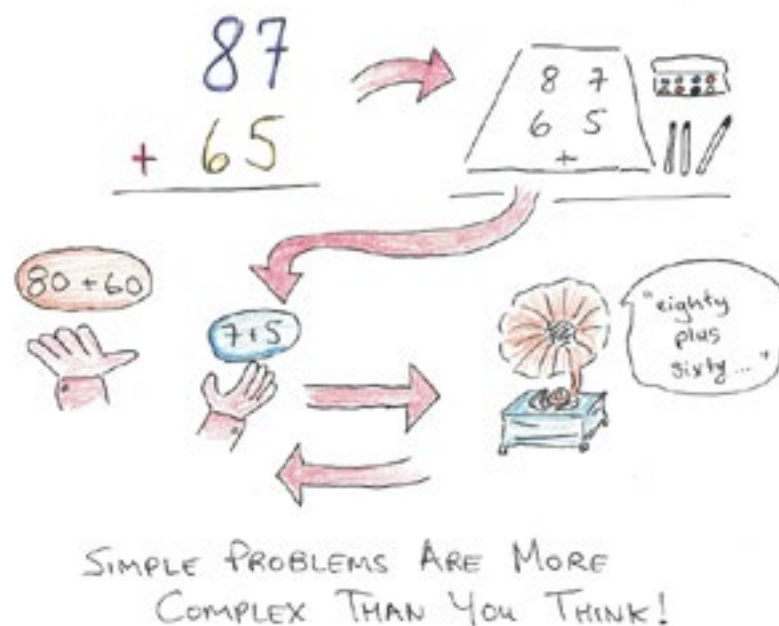 87
+ 65
8 7
6 5
+
80 + 60
7 + 5
"eighty
plus
sixty..."
SIMPLE PROBLEMS ARE MORE
COMPLEX THAN YOU THINK!